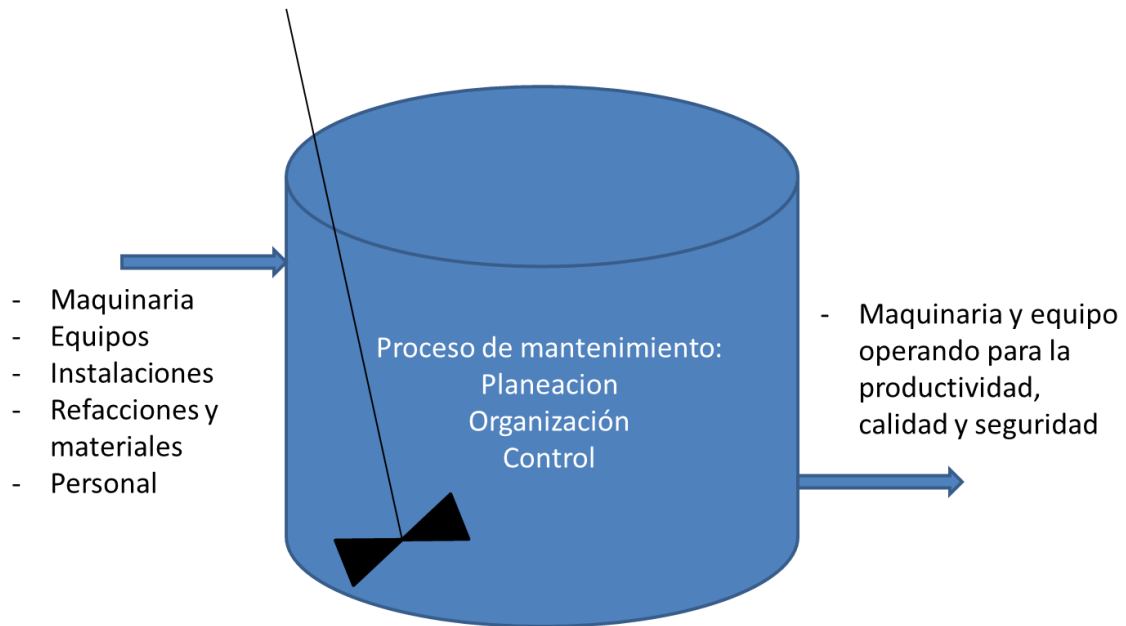 - Maquinaria
- Equipos
- Instalaciones
- Refacciones y
materiales
- Personal
Proceso de mantenimiento:
Planeacion
Organización
Control
- Maquinaria y equipo
operando para la
productividad,
calidad y seguridad